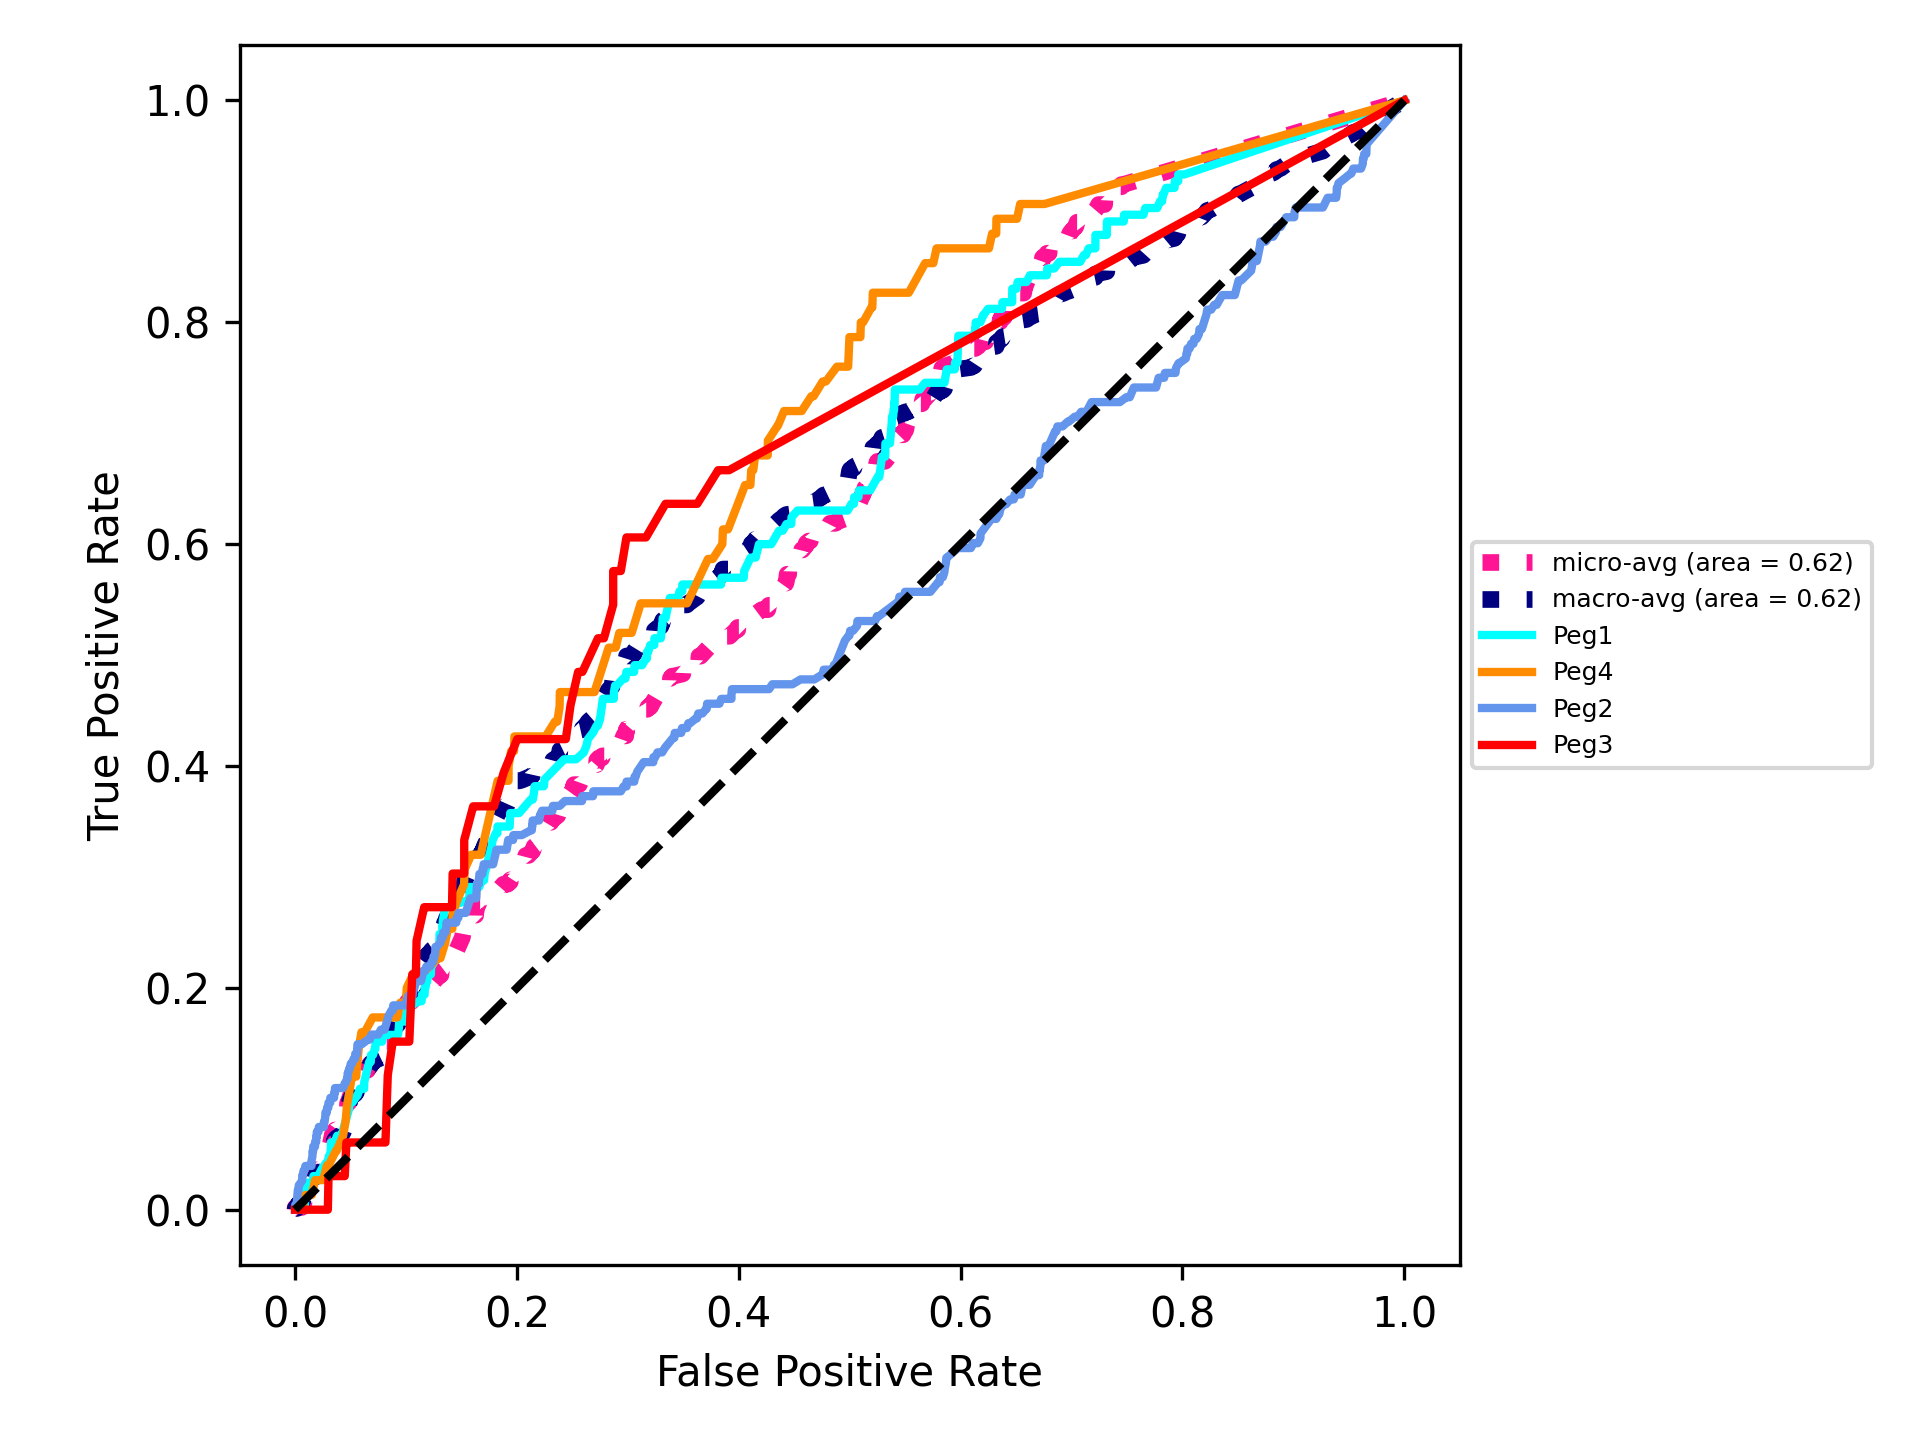 1.0
0.8
0.6
0.4
0.2
0.0
True Positive Rate
0.0 0.2 0.4 0.6 0.8 1.0
False Positive Rate
micro-avg (area = 0.62)
macro-avg (area = 0.62)
Peg1
Peg4
Peg2
Peg3